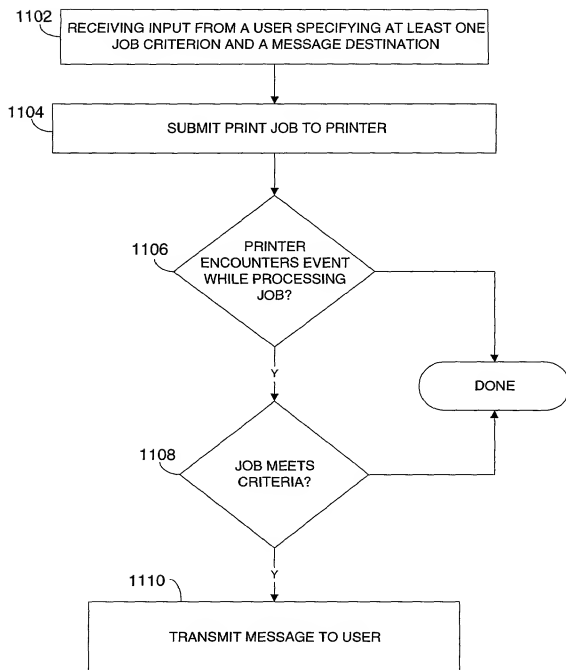 1102
RECEIVING INPUT FROM A USER SPECIFYING AT LEAST ONE
JOB CRITERION AND A MESSAGE DESTINATION
1104
SUBMIT PRINT JOB TO PRINTER
1106
PRINTER
ENCOUNTERS EVENT
WHILE PROCESSING
JOB?
Y
DONE
1108
JOB MEETS
CRITERIA?
Y
1110
TRANSMIT MESSAGE TO USER